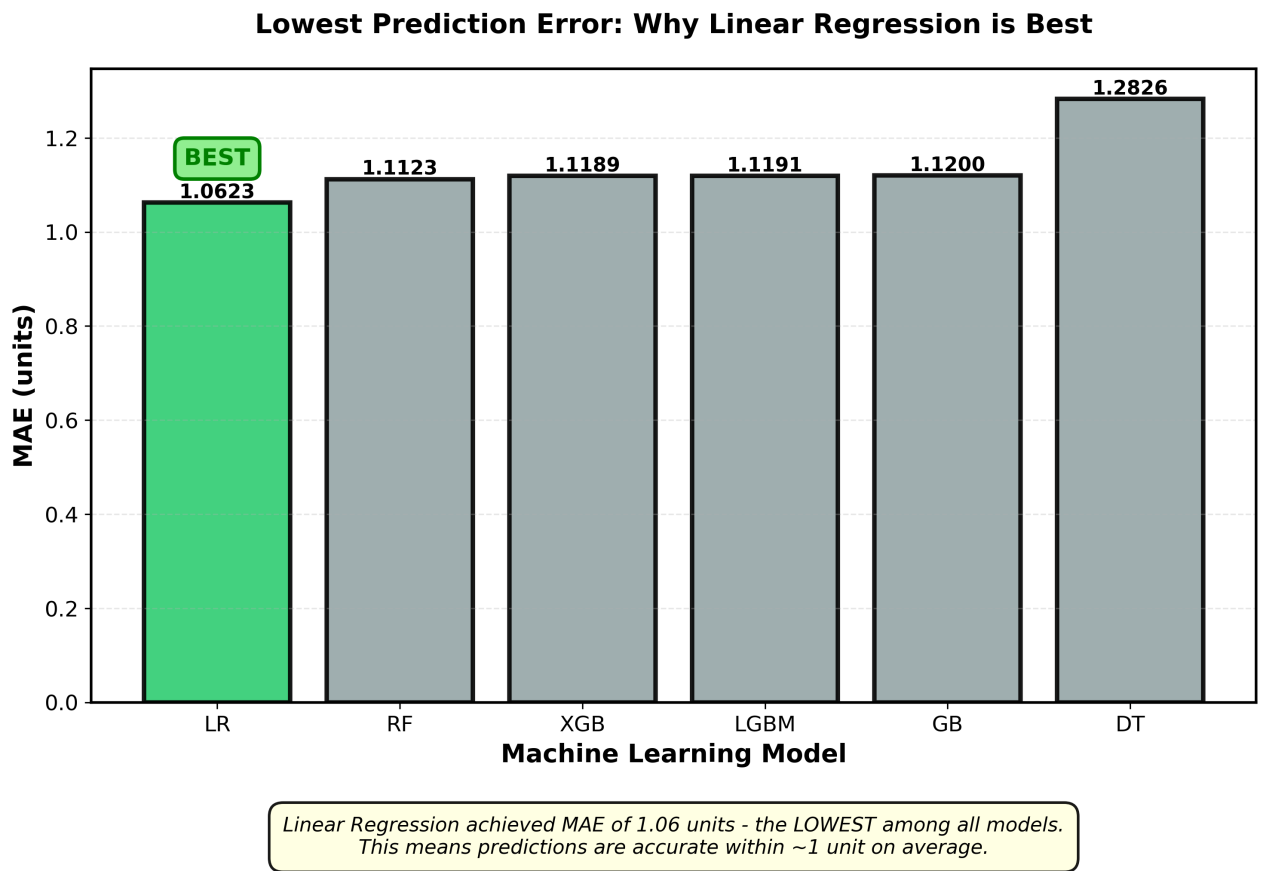 Lowest Prediction Error: Why Linear Regression is Best
MAE (units)
1.2
1.0
0.8
0.6
0.4
0.2
0.0
BEST
1.0623
1.1123
1.1189
1.1191
1.1200
1.2826
LR
RF
XGB
LGBM
GB
DT
Machine Learning Model
Linear Regression achieved MAE of 1.06 units - the LOWEST among all models.
This means predictions are accurate within ~1 unit on average.